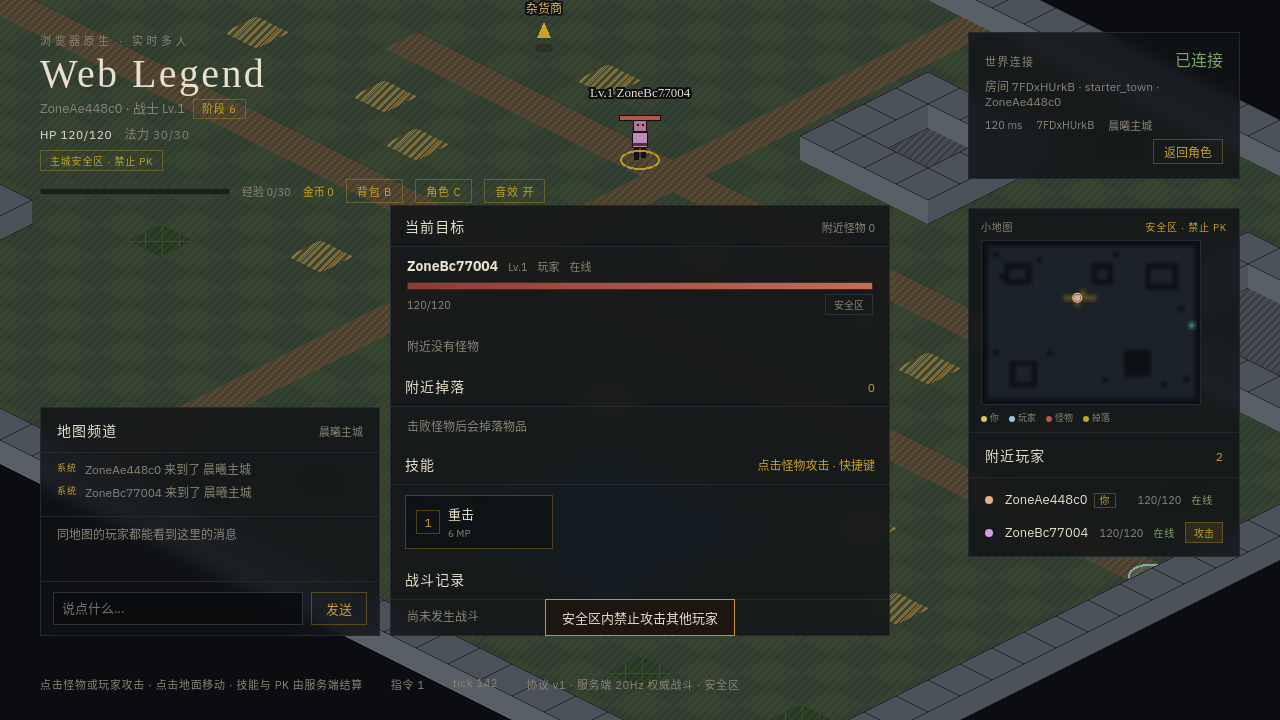 杂货商
Lv.1 ZoneBc77004
浏览器原生 · 实时多人
Web Legend
ZoneAe448c0 · 战士 Lv.1 阶段 6
HP 120/120 法力 30/30
主城安全区 · 禁止 PK
经验 0/30 金币 0 背包 B 角色 C 音效 开
世界连接 已连接
房间 7FDxHUrkB · starter_town ·
ZoneAe448c0
120 ms 7FDxHUrkB 晨曦主城
返回角色
当前目标 附近怪物 0
ZoneBc77004 Lv.1 玩家 在线
120/120 安全区
附近没有怪物
附近掉落 0
击败怪物后会掉落物品
技能 点击怪物攻击 · 快捷键
1 重击
6 MP
战斗记录
尚未发生战斗
安全区内禁止攻击其他玩家
小地图 安全区 · 禁止 PK
你 玩家 怪物 掉落
附近玩家 2
ZoneAe448c0 你 120/120 在线
ZoneBc77004 120/120 在线 攻击
地图频道 晨曦主城
系统 ZoneAe448c0 来到了 晨曦主城
系统 ZoneBc77004 来到了 晨曦主城
同地图的玩家都能看到这里的消息
说点什么... 发送
点击怪物或玩家攻击 · 点击地面移动 · 技能与 PK 由服务端结算 指令 1 tick 142 协议 v1 · 服务端 20Hz 权威战斗 · 安全区